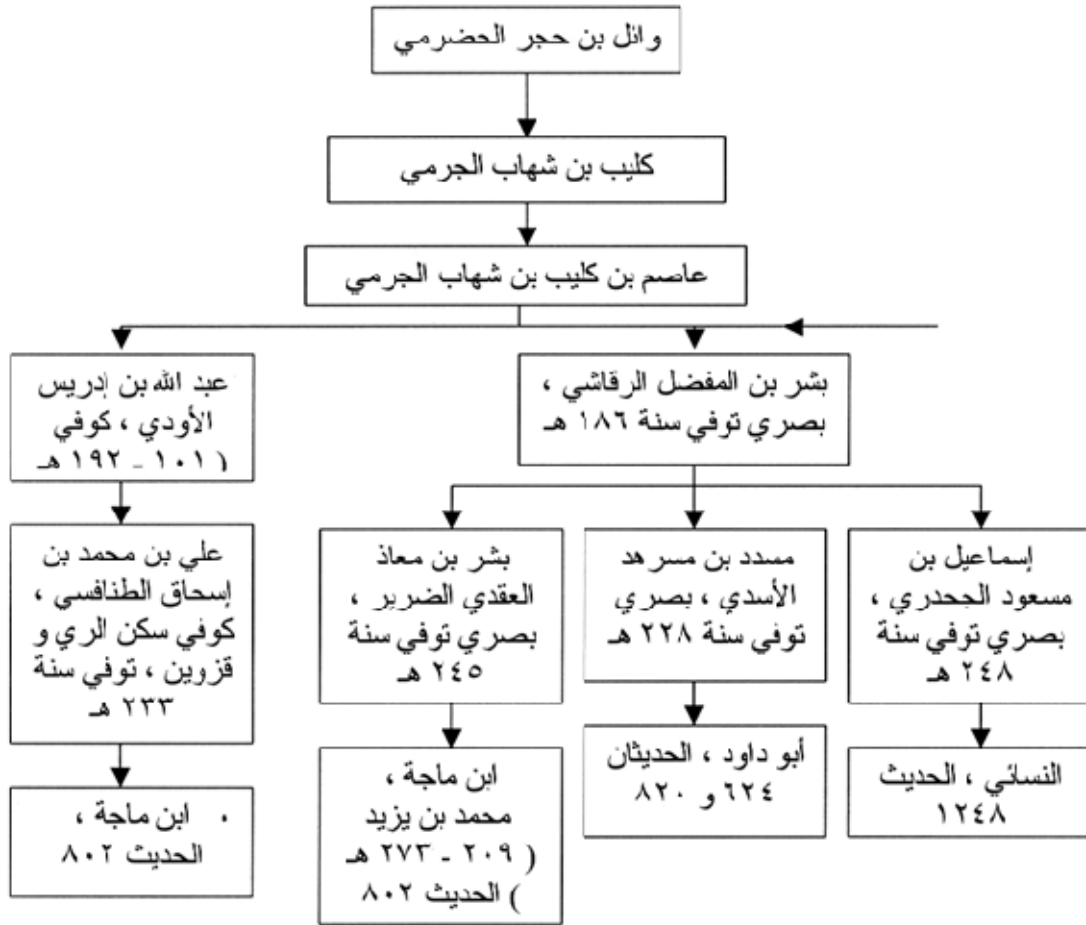 وائل بن حجر الحضرمي
كليب بن شهاب الجرمي
عاصم بن كليب بن شهاب الجرمي
بشر بن المفضل الرقاشي ،
بصري توفي سنة ١٨٦ هـ
عبد الله بن إدريس
الأودي ، كوفي
( ١٠١ - ١٩٢ هـ
إسماعيل بن
مسعود الجحدري ،
بصري توفي سنة
٢٤٨ هـ
مسدد بن مسرهد
الأسدي ، بصري
توفي سنة ٢٢٨ هـ
بشر بن معاذ
العقدي الضرير ،
بصري توفي سنة
٢٤٥ هـ
علي بن محمد بن
إسحاق الطنافسي ،
كوفي سكن الري و
قزوين ، توفي سنة
٢٣٣ هـ
النسائي ، الحديث
١٢٤٨
أبو داود ، الحديثان
٦٢٤ و ٨٢٠
ابن ماجة ،
محمد بن يزيد
( ٢٠٩ - ٢٧٣ هـ
) الحديث ٨٠٢
. ابن ماجة ،
الحديث ٨٠٢